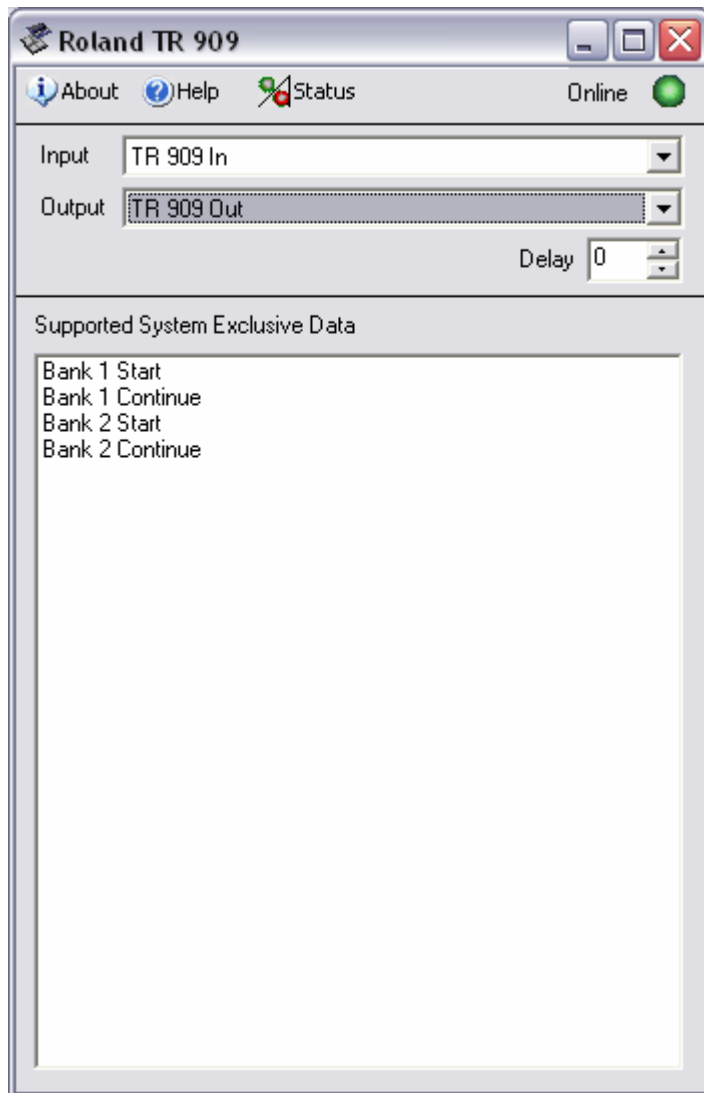 Roland TR 909
About Help Status Online
Input TR 909 In
Output TR 909 Out
Delay 0
Supported System Exclusive Data
Bank 1 Start
Bank 1 Continue
Bank 2 Start
Bank 2 Continue